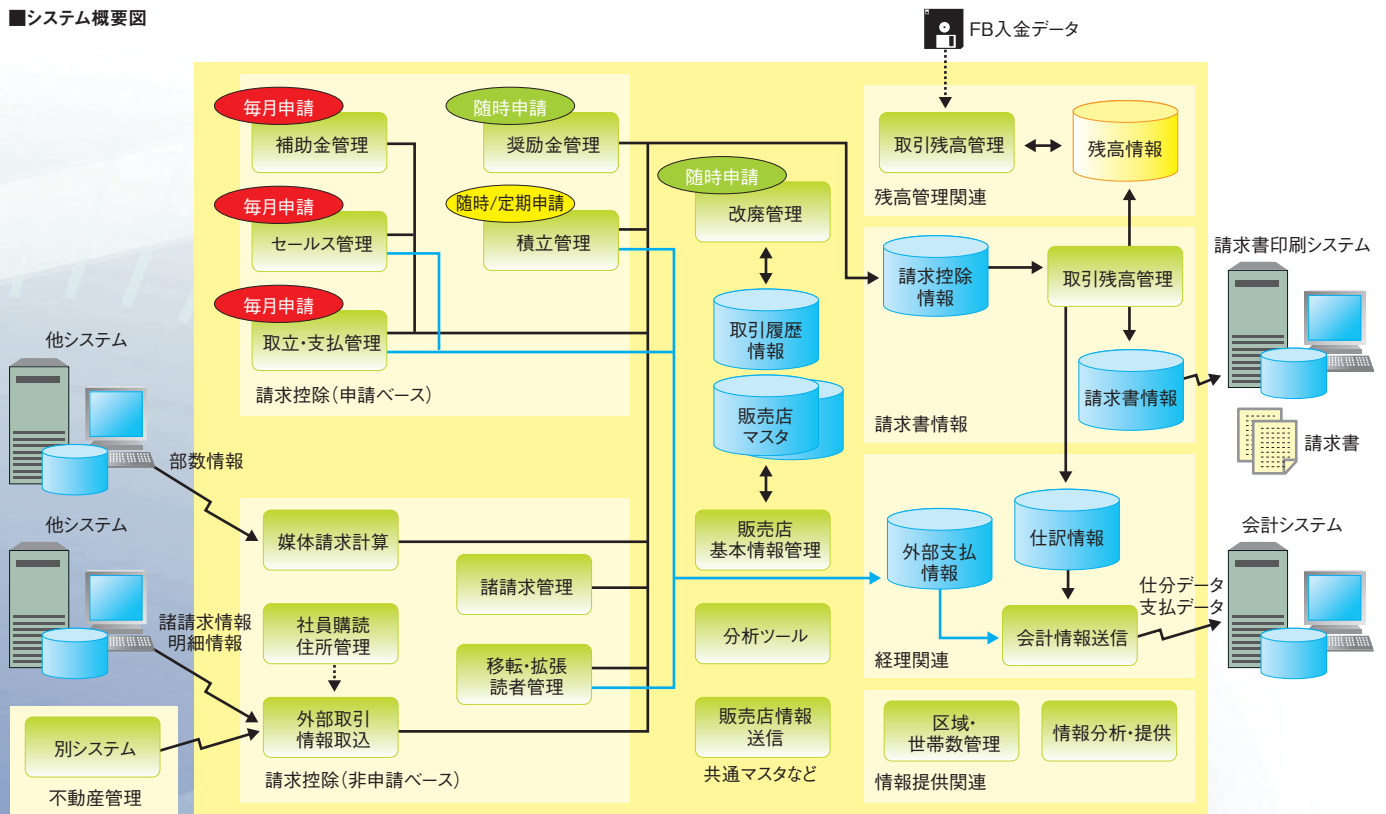 ■システム概要図
FB入金データ
毎月申請
補助金管理
随時申請
奨励金管理
毎月申請
セールス管理
随時/定期申請
積立管理
毎月申請
取立・支払管理
請求控除（申請ベース）
随時申請
改廃管理
取引履歴
情報
販売店
マスタ
販売店
基本情報管理
分析ツール
販売店情報
送信
共通マスタなど
取引残高管理
残高情報
残高管理関連
請求控除
情報
取引残高管理
請求書情報
請求書情報
請求書印刷システム
請求書
他システム
部数情報
他システム
諸請求情報
明細情報
別システム
不動産管理
媒体請求計算
諸請求管理
社員購読
住所管理
移転・拡張
読者管理
外部取引
情報取込
請求控除（非申請ベース）
外部支払
情報
仕訳情報
会計情報送信
経理関連
会計システム
仕分データ
支払データ
区域・
世帯数管理
情報分析・提供
情報提供関連